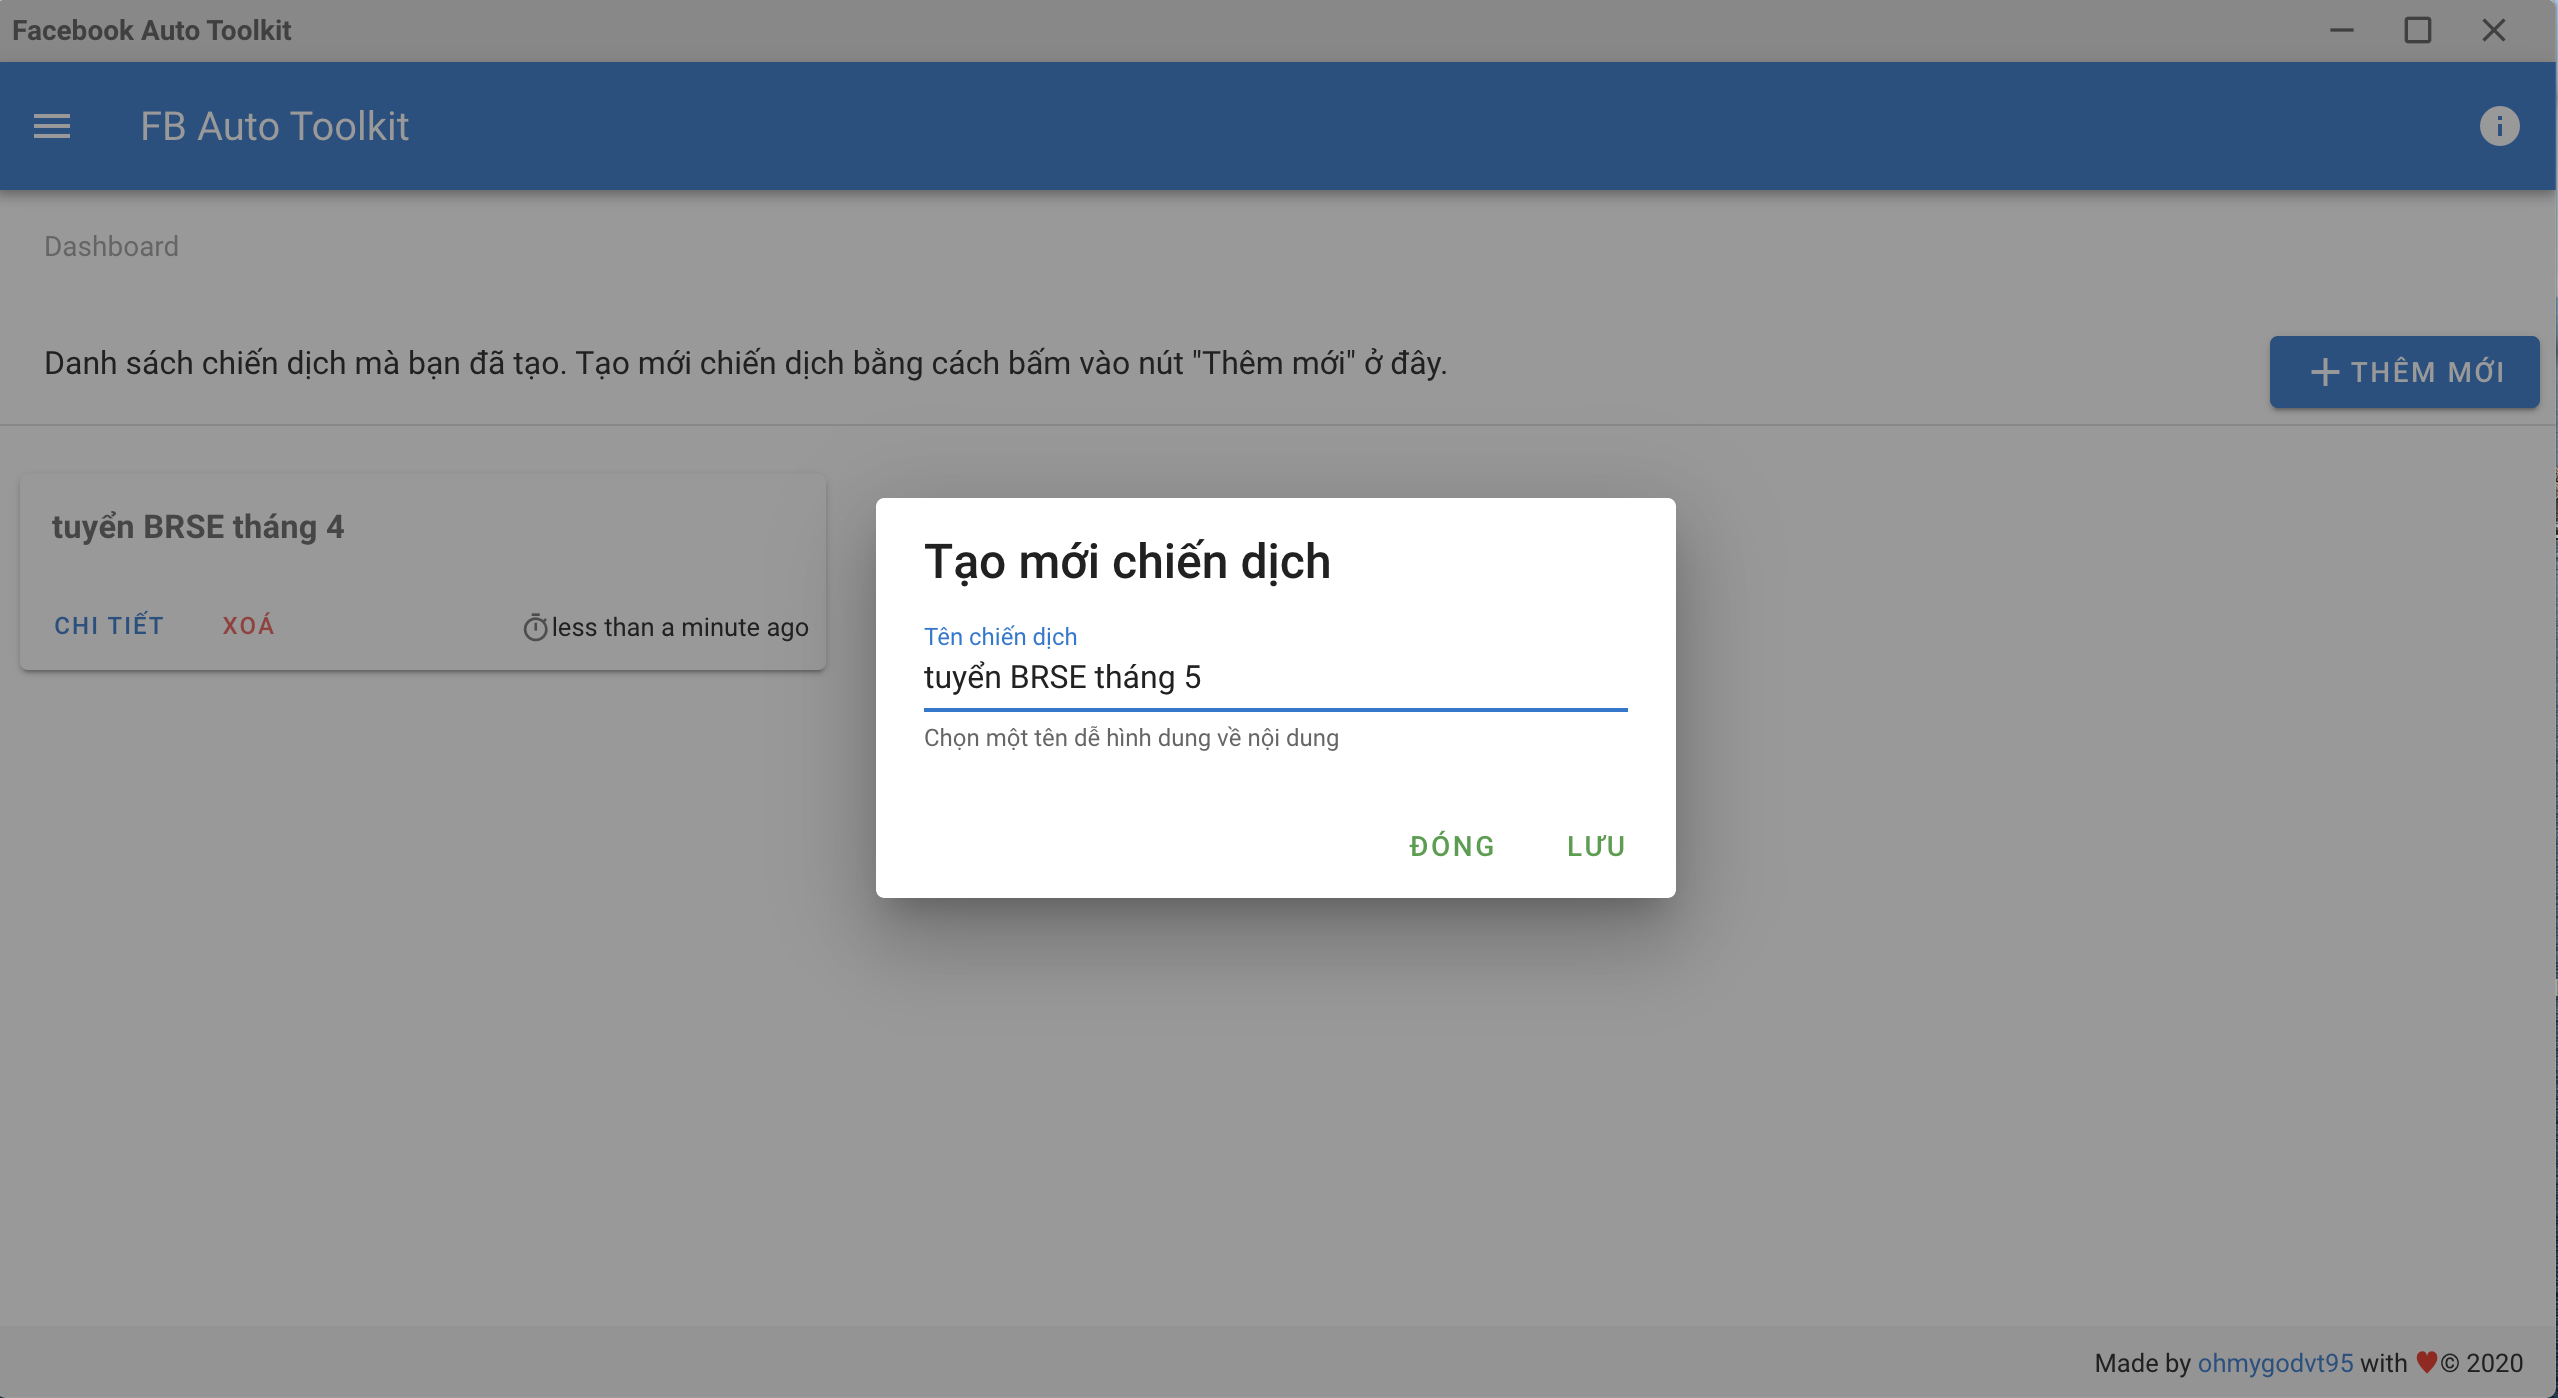 Facebook Auto Toolkit
FB Auto Toolkit
Dashboard
Danh sách chiến dịch mà bạn đã tạo. Tạo mới chiến dịch bằng cách bấm vào nút "Thêm mới" ở đây.
THÊM MỚI
tuyển BRSE tháng 4
CHI TIẾT XOÁ less than a minute ago
Tạo mới chiến dịch
Tên chiến dịch
tuyển BRSE tháng 5
Chọn một tên dễ hình dung về nội dung
ĐÓNG LƯU
Made by ohmygodvt95 with ♥© 2020